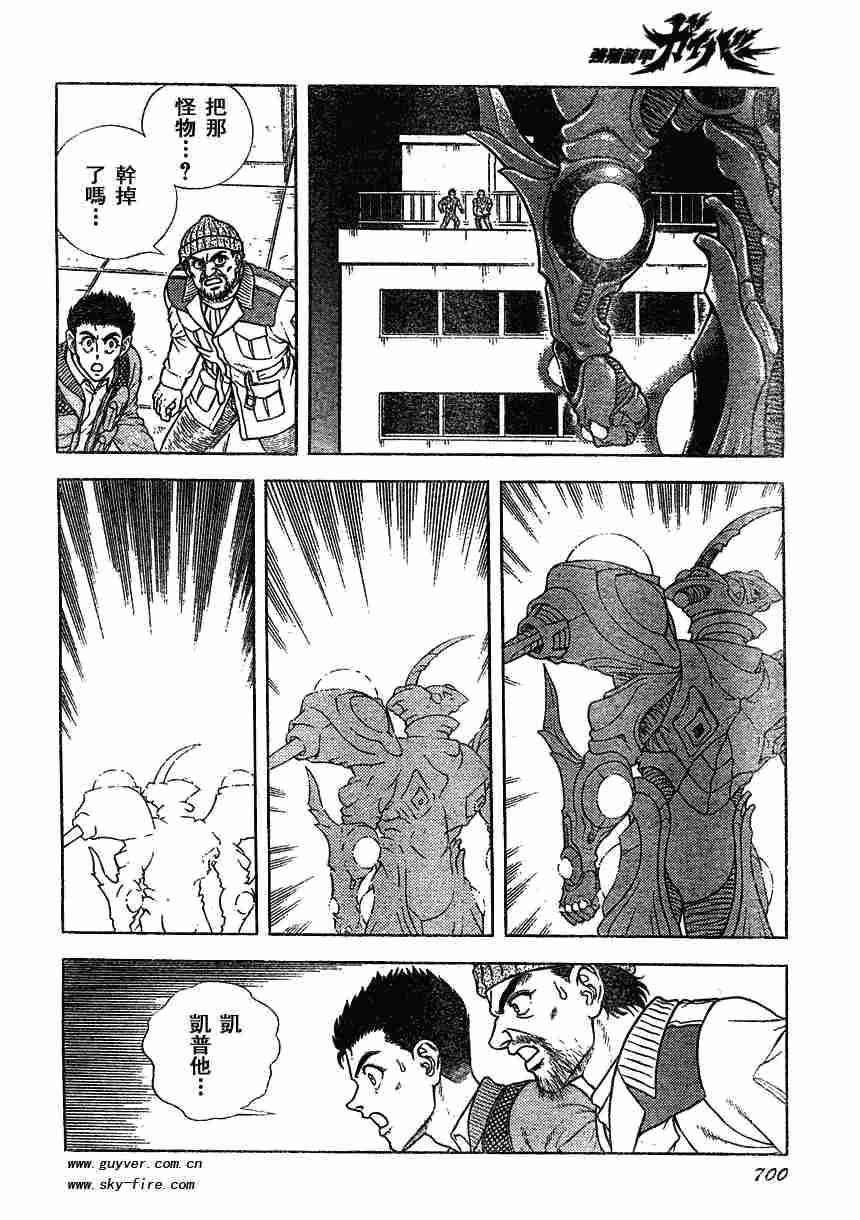 強殖裝甲 ガイバー
把那
怪物…?
幹掉
了嗎…
凱
凱普他…
www.guyver.com.cn
www.sky-fire.com
700